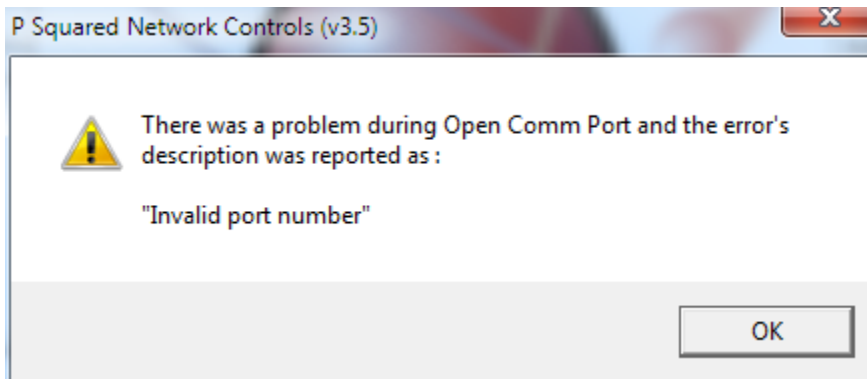 P Squared Network Controls (v3.5)
There was a problem during Open Comm Port and the error's
description was reported as :
"Invalid port number"
OK